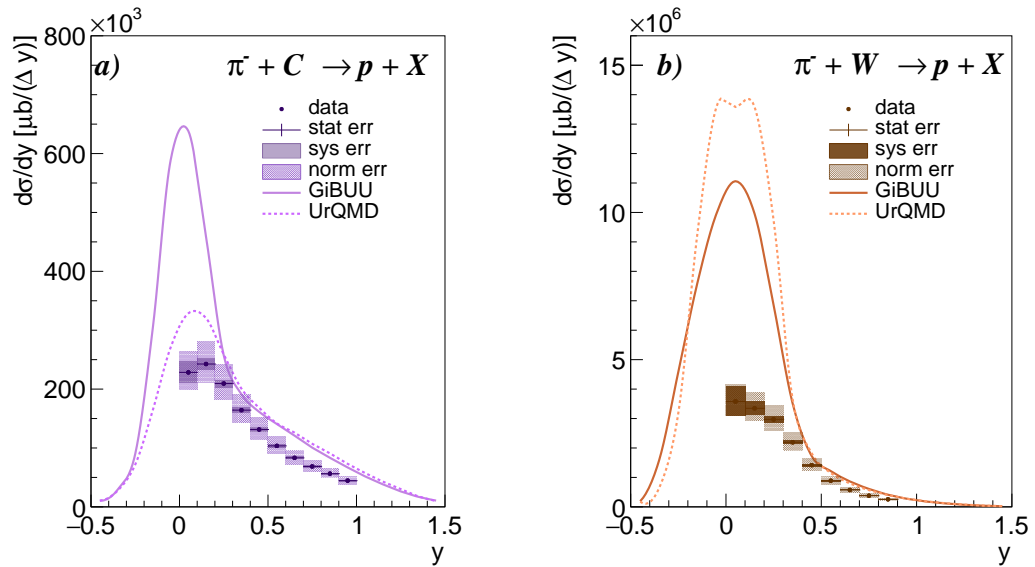 ×10³
800
600
400
200
0
−0.5
0
0.5
1
1.5
y
dσ/dy [μb/(Δ y)]
a)
π⁻ + C → p + X
data
stat err
sys err
norm err
GiBUU
UrQMD
×10⁶
15
10
5
0
−0.5
0
0.5
1
1.5
y
dσ/dy [μb/(Δ y)]
b)
π⁻ + W → p + X
data
stat err
sys err
norm err
GiBUU
UrQMD